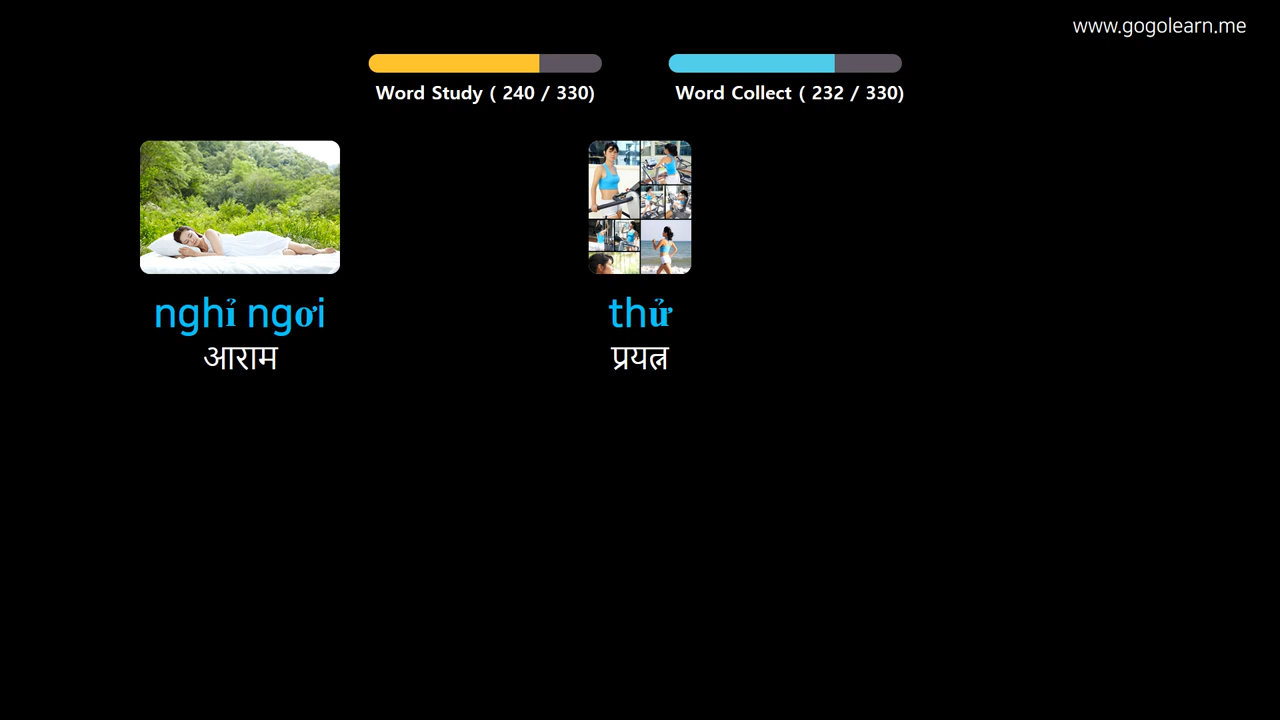 www.gogolearn.me
Word Study ( 240 / 330)
Word Collect ( 232 / 330)
nghỉ ngơi
thử
आराम
प्रयत्न